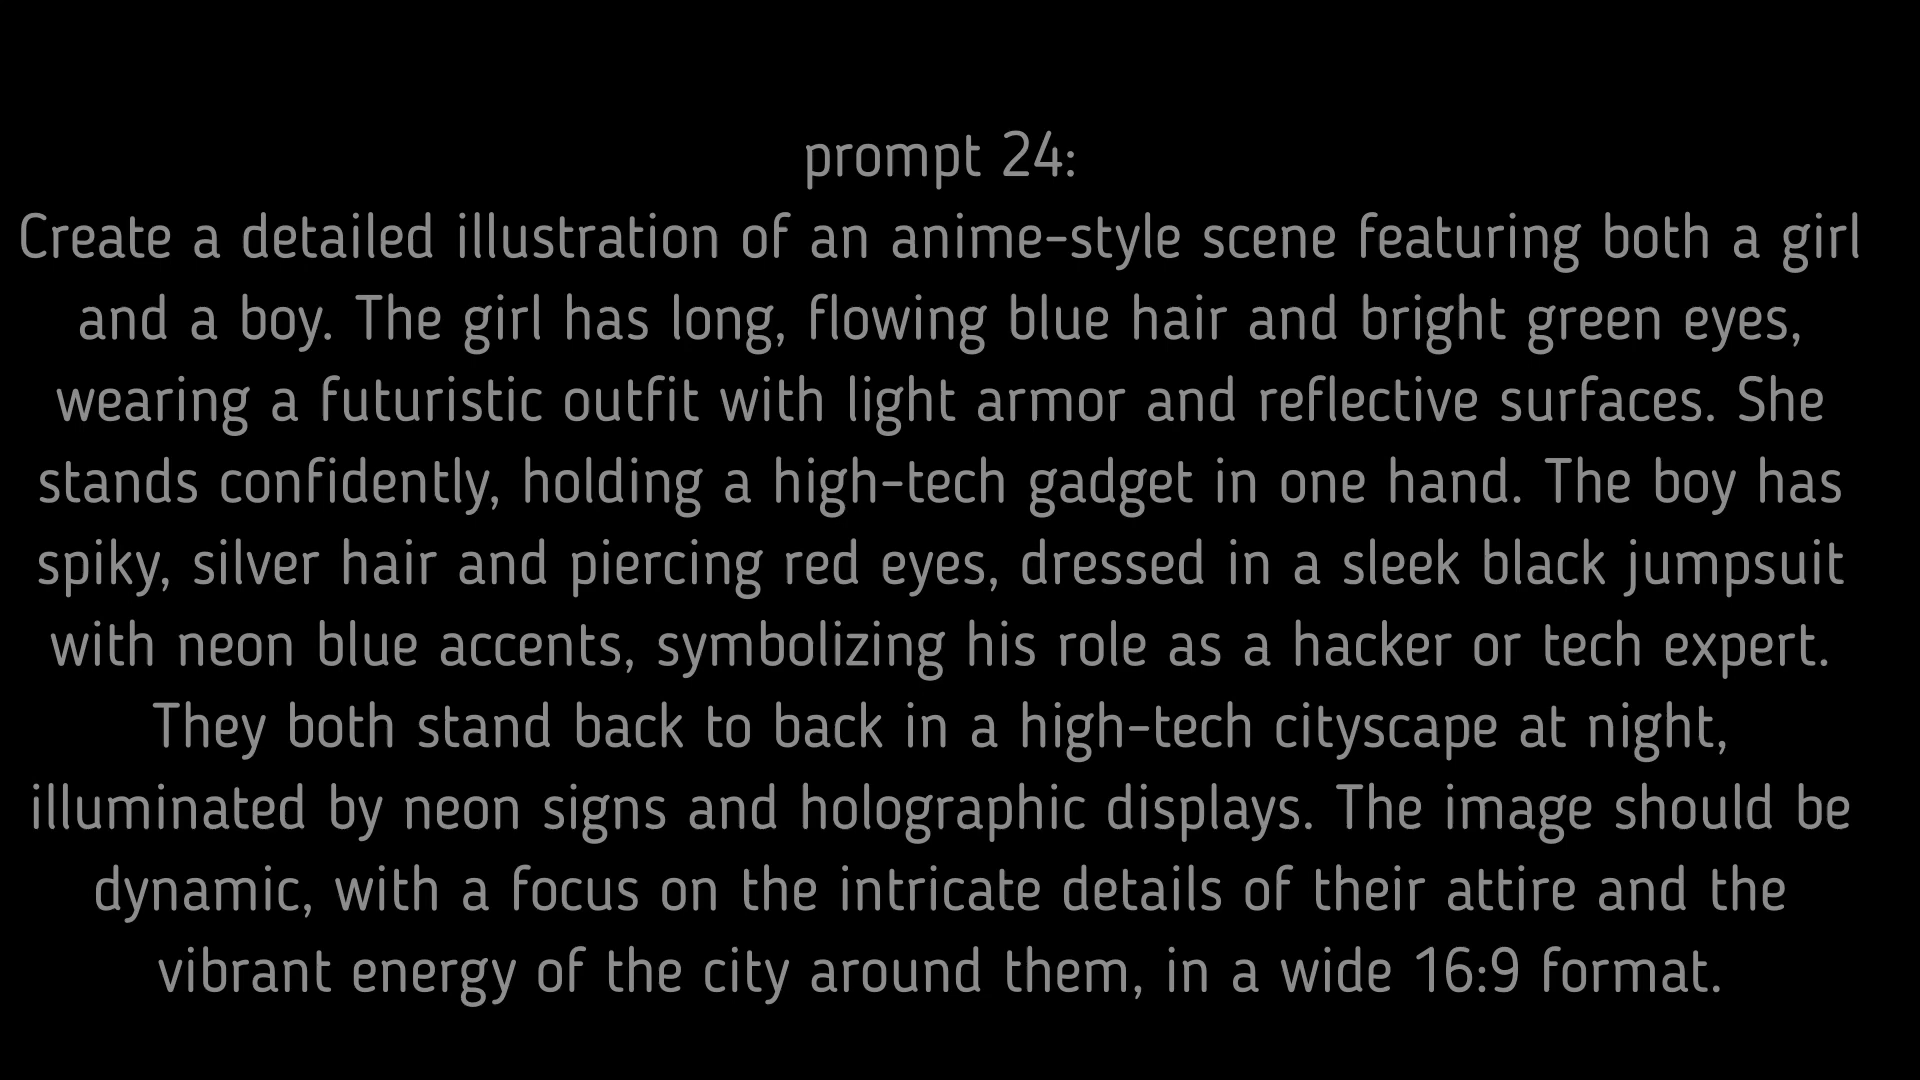 prompt 24:
Create a detailed illustration of an anime-style scene featuring both a girl
and a boy. The girl has long, flowing blue hair and bright green eyes,
wearing a futuristic outfit with light armor and reflective surfaces. She
stands confidently, holding a high-tech gadget in one hand. The boy has
spiky, silver hair and piercing red eyes, dressed in a sleek black jumpsuit
with neon blue accents, symbolizing his role as a hacker or tech expert.
They both stand back to back in a high-tech cityscape at night,
illuminated by neon signs and holographic displays. The image should be
dynamic, with a focus on the intricate details of their attire and the
vibrant energy of the city around them, in a wide 16:9 format.